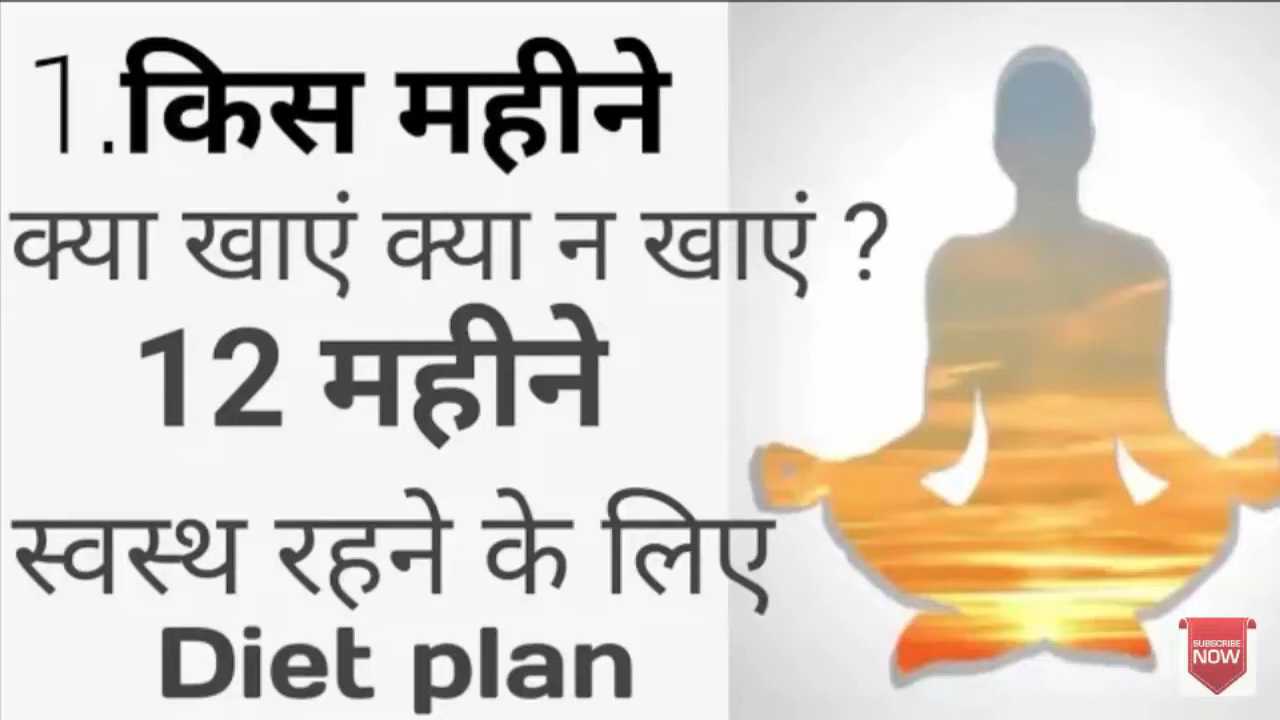 1.किस महीने
क्या खाएं क्या न खाएं ?
12 महीने
स्वस्थ रहने के लिए
Diet plan
SUBSCRIBE
NOW